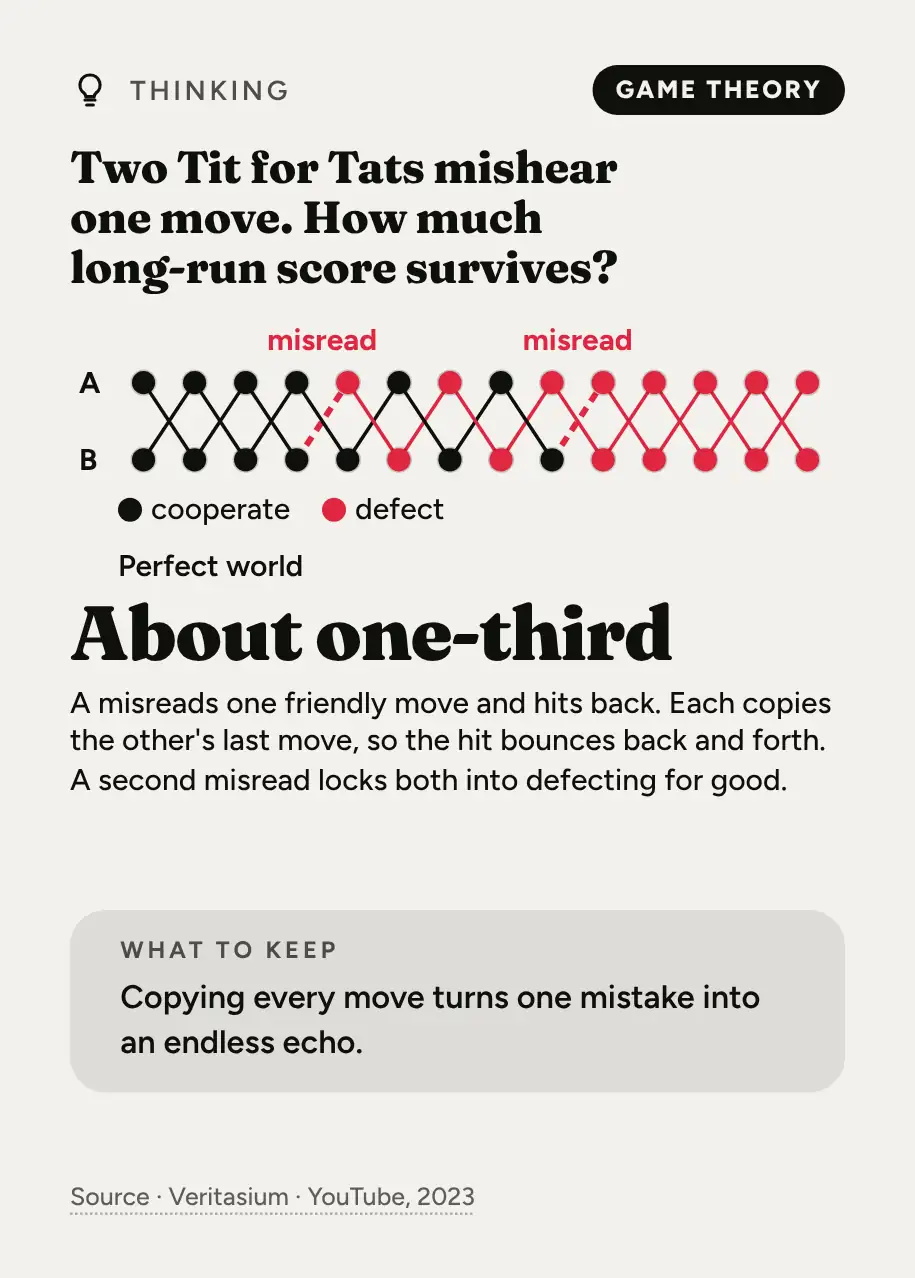 THINKING
GAME THEORY
Two Tit for Tats mishear
one move. How much
long-run score survives?
misread misread
A
B
cooperate defect
Perfect world
About one-third
A misreads one friendly move and hits back. Each copies
the other's last move, so the hit bounces back and forth.
A second misread locks both into defecting for good.
WHAT TO KEEP
Copying every move turns one mistake into
an endless echo.
Source · Veritasium · YouTube, 2023